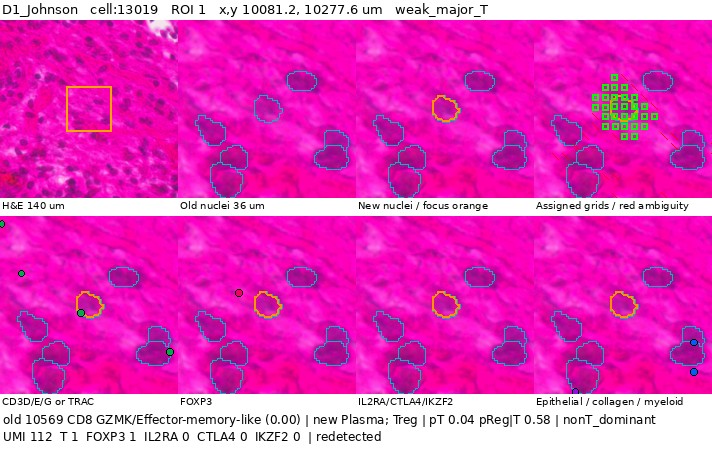 D1_Johnson cell:13019 ROI 1 x,y 10081.2, 10277.6 um weak_major_T
H&E 140 um
Old nuclei 36 um
New nuclei / focus orange
Assigned grids / red ambiguity
CD3D/E/G or TRAC
FOXP3
IL2RA/CTLA4/IKZF2
Epithelial / collagen / myeloid
old 10569 CD8 GZMK/Effector-memory-like (0.00) | new Plasma; Treg | pT 0.04 pReg|T 0.58 | nonT_dominant
UMI 112 T 1 FOXP3 1 IL2RA 0 CTLA4 0 IKZF2 0 | redetected